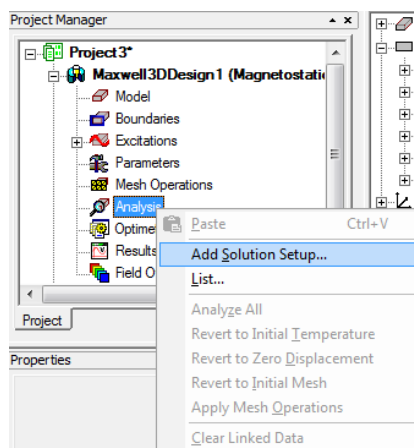 Project Manager
Project3*
Maxwell3DDesign1 (Magnetostati
Model
Boundaries
Excitations
Parameters
Mesh Operations
Analysis
Optime
Results
Field O
Project
Properties
Paste Ctrl+V
Add Solution Setup...
List...
Analyze All
Revert to Initial Temperature
Revert to Zero Displacement
Revert to Initial Mesh
Apply Mesh Operations
Clear Linked Data